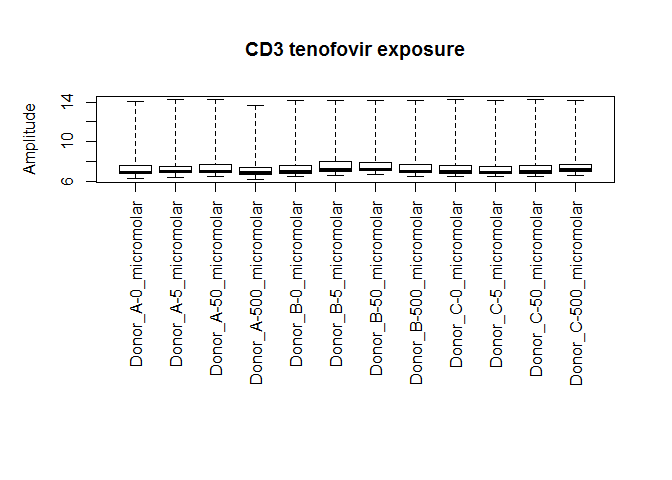 CD3 tenofovir exposure
Amplitude
14
10
6
Donor_A-0_micromolar
Donor_A-5_micromolar
Donor_A-50_micromolar
Donor_A-500_micromolar
Donor_B-0_micromolar
Donor_B-5_micromolar
Donor_B-50_micromolar
Donor_B-500_micromolar
Donor_C-0_micromolar
Donor_C-5_micromolar
Donor_C-50_micromolar
Donor_C-500_micromolar